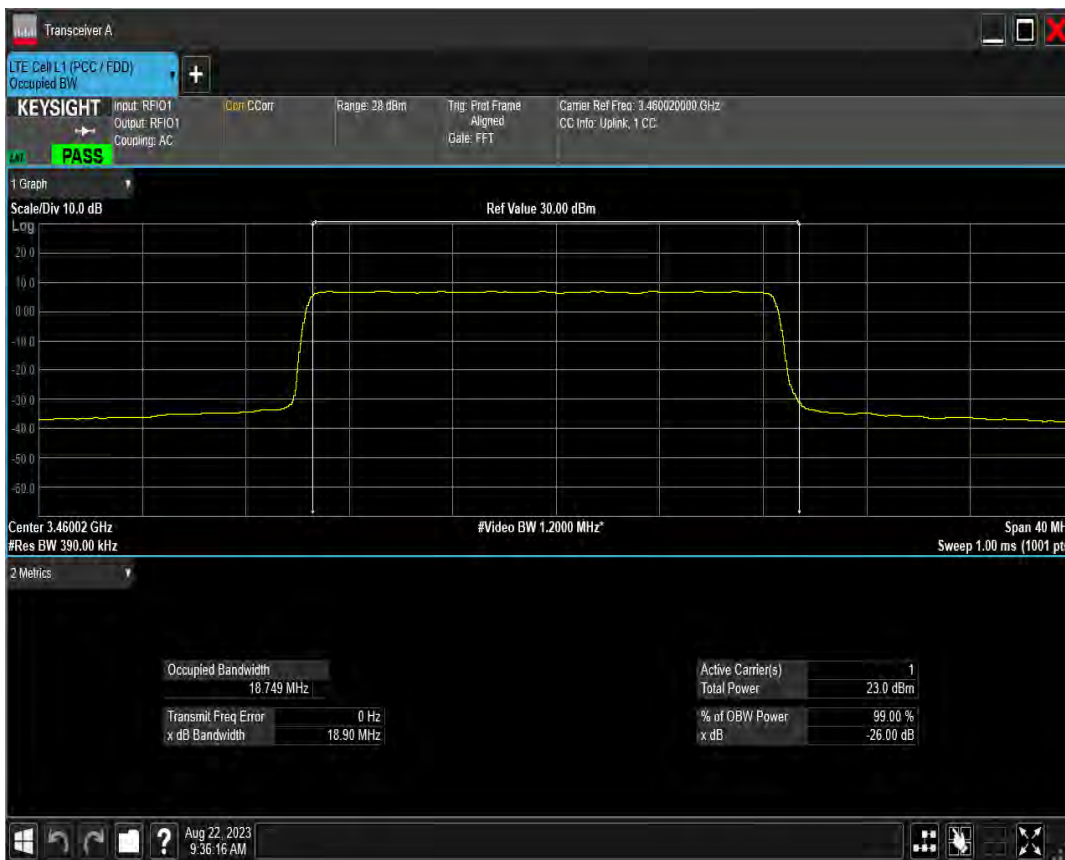 Transceiver A
LTE Cell L1 (PCC / FDD)
Occupied BW
+
KEYSIGHT
PASS
Input: RFIO1
Output: RFIO1
Coupling: AC
Corr CCorr
Range: 28 dBm
Trig: Prot Frame
Aligned
Gate: FFT
Carrier Ref Freq: 3.460020000 GHz
CC Info: Uplink, 1 CC
1 Graph
Scale/Div 10.0 dB
Ref Value 30.00 dBm
Log
20.0
10.0
0.00
-10.0
-20.0
-30.0
-40.0
-50.0
-60.0
Center 3.46002 GHz
#Video BW 1.2000 MHz*
Span 40 MH
#Res BW 390.00 kHz
Sweep 1.00 ms (1001 pt
2 Metrics
Occupied Bandwidth
18.749 MHz
Transmit Freq Error 0 Hz
x dB Bandwidth 18.90 MHz
Active Carrier(s) 1
Total Power 23.0 dBm
% of OBW Power 99.00 %
x dB -26.00 dB
?
Aug 22, 2023
9:36:16 AM